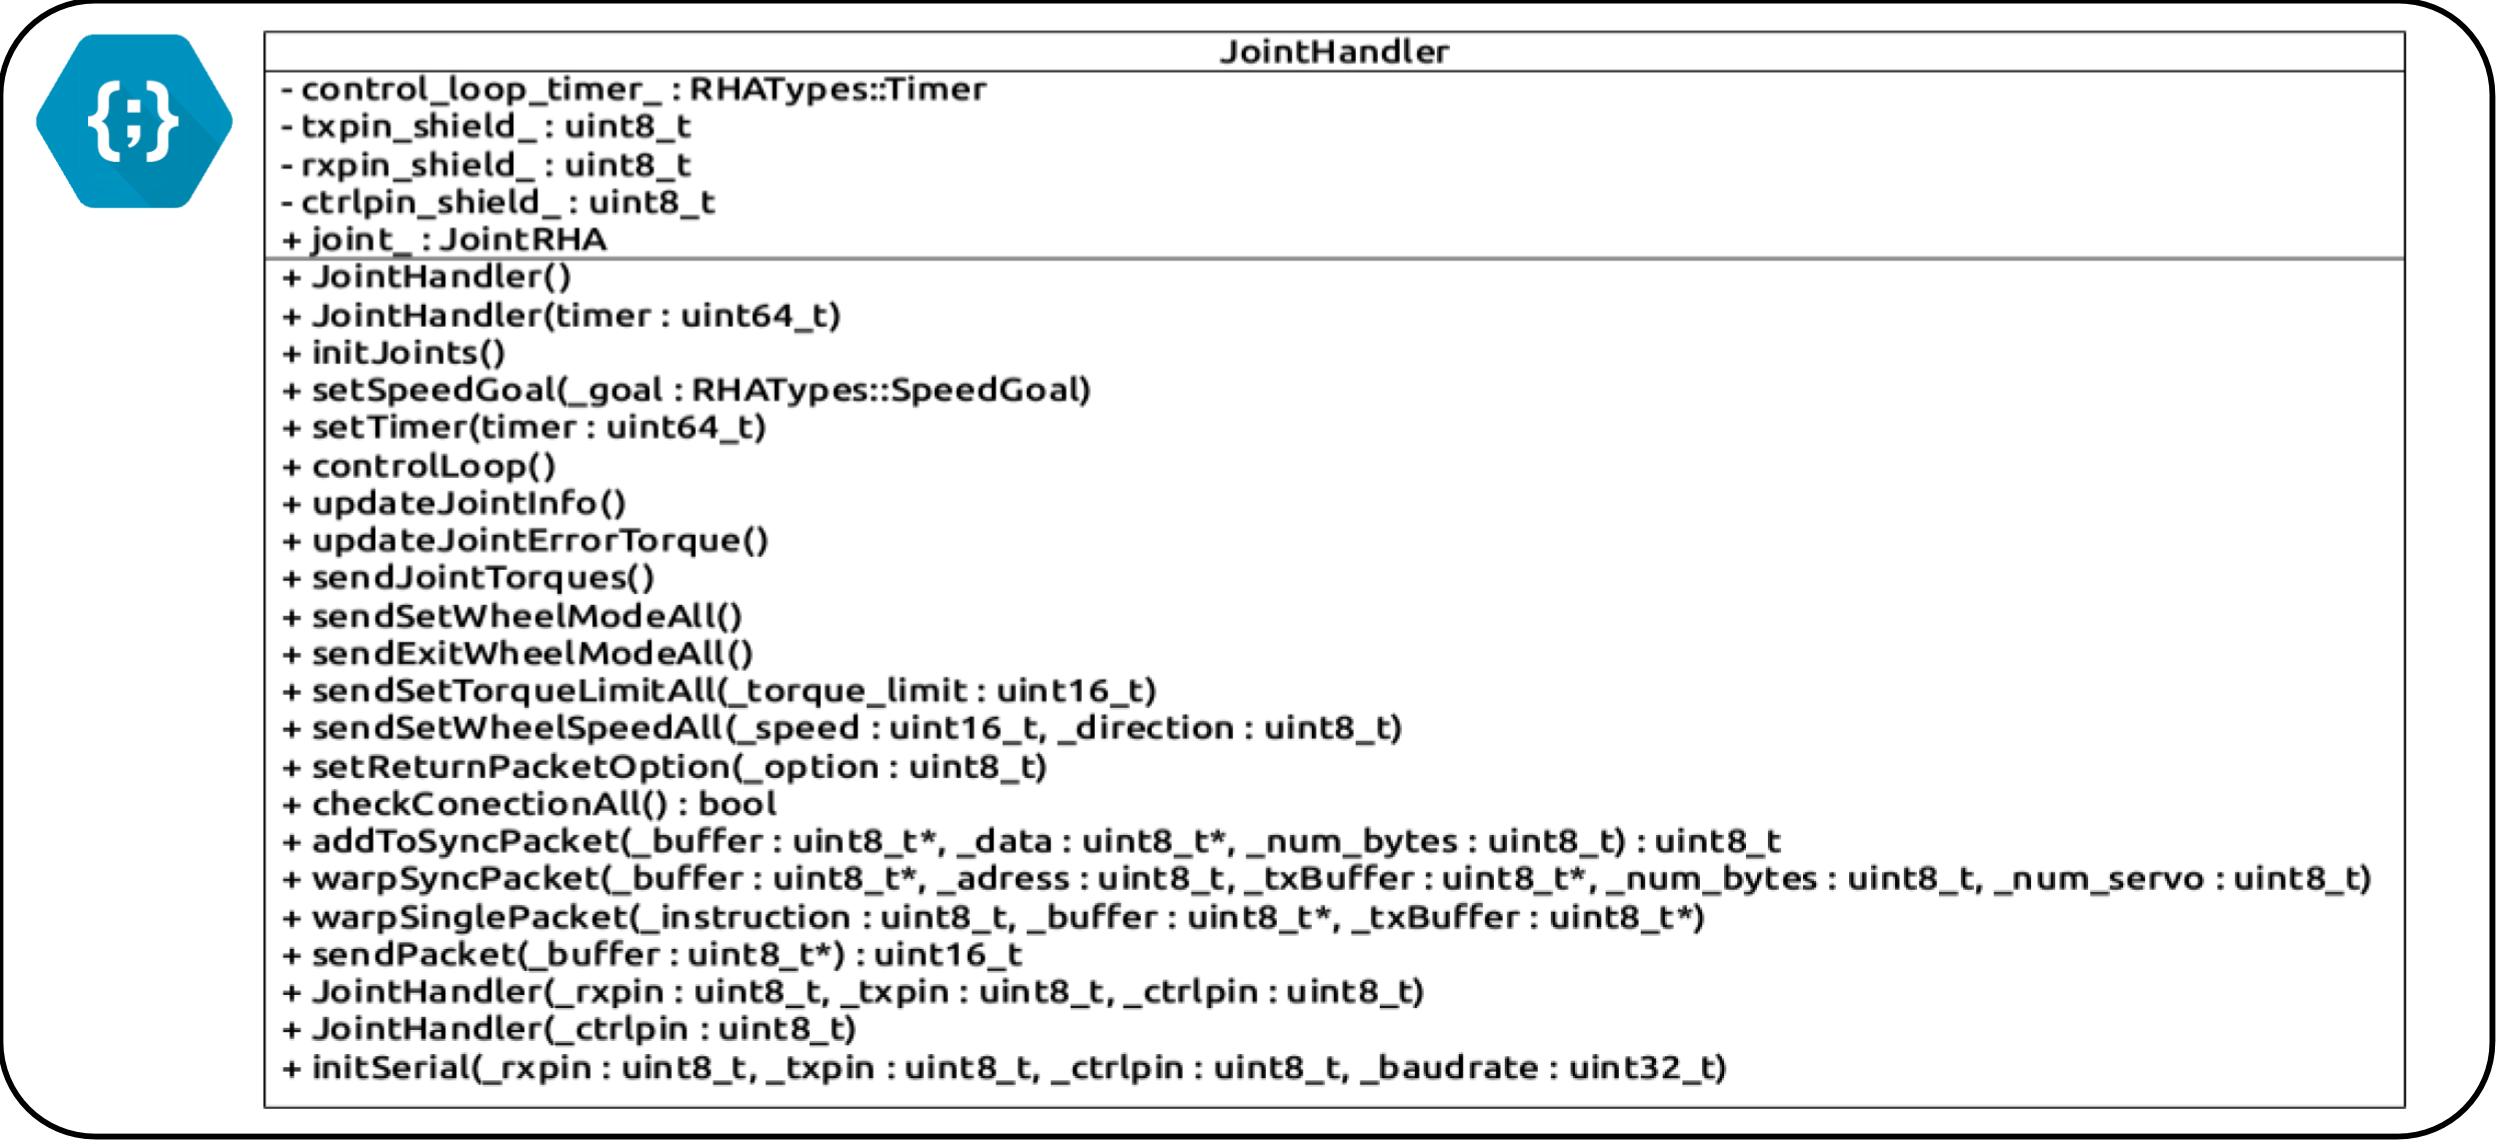 {;}
JointHandler
- control_loop_timer_ : RHATypes::Timer
- txpin_shield_ : uint8_t
- rxpin_shield_ : uint8_t
- ctrlpin_shield_ : uint8_t
+ joint_ : JointRHA
+ JointHandler()
+ JointHandler(timer : uint64_t)
+ initJoints()
+ setSpeedGoal(_goal : RHATypes::SpeedGoal)
+ setTimer(timer : uint64_t)
+ controlLoop()
+ updateJointInfo()
+ updateJointErrorTorque()
+ sendJointTorques()
+ sendSetWheelModeAll()
+ sendExitWheelModeAll()
+ sendSetTorqueLimitAll(_torque_limit : uint16_t)
+ sendSetWheelSpeedAll(_speed : uint16_t, _direction : uint8_t)
+ setReturnPacketOption(_option : uint8_t)
+ checkConectionAll() : bool
+ addToSyncPacket(_buffer : uint8_t*, _data : uint8_t*, _num_bytes : uint8_t) : uint8_t
+ warpSyncPacket(_buffer : uint8_t*, _adress : uint8_t, _txBuffer : uint8_t*, _num_bytes : uint8_t, _num_servo : uint8_t)
+ warpSinglePacket(_instruction : uint8_t, _buffer : uint8_t*, _txBuffer : uint8_t*)
+ sendPacket(_buffer : uint8_t*) : uint16_t
+ JointHandler(_rxpin : uint8_t, _txpin : uint8_t, _ctrlpin : uint8_t)
+ JointHandler(_ctrlpin : uint8_t)
+ initSerial(_rxpin : uint8_t, _txpin : uint8_t, _ctrlpin : uint8_t, _baudrate : uint32_t)